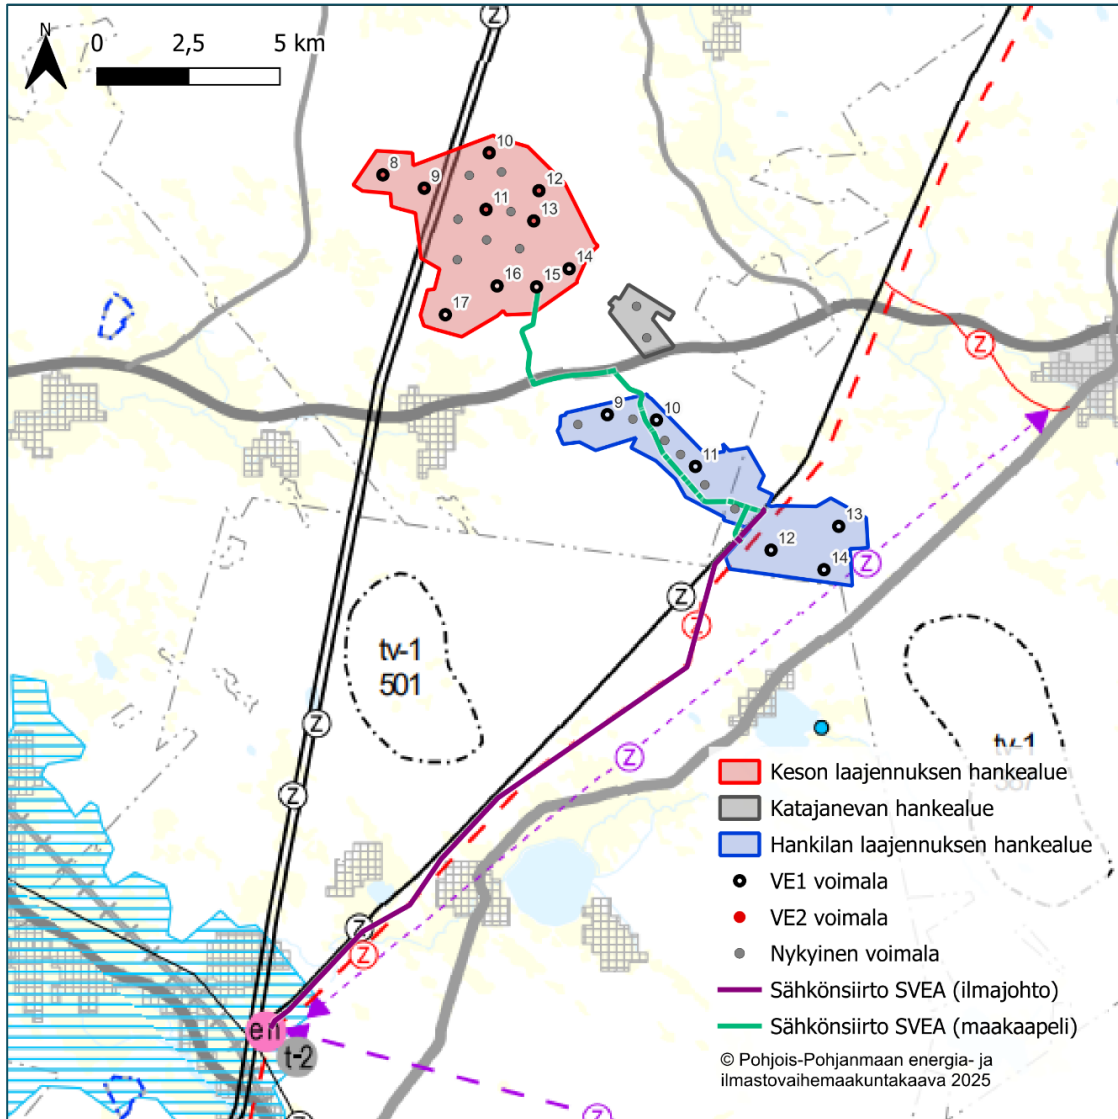 N
0 2,5 5 km
Z
10
8
9
12
11
13
14
16
15
17
Z
9
10
11
13
12
14
Z
Z
Z
tv-1
501
Z
Z
Z
tv-1
Keson laajennuksen hankealue
Katajanevan hankealue
Z
Hankilan laajennuksen hankealue
VE1 voimala
VE2 voimala
Z
Z
Nykyinen voimala
Sähkönsiirto SVEA (ilmajohto)
en
t-2
Sähkönsiirto SVEA (maakaapeli)
© Pohjois-Pohjanmaan energia- ja
ilmastovaihemaakuntakaava 2025
Z
Z